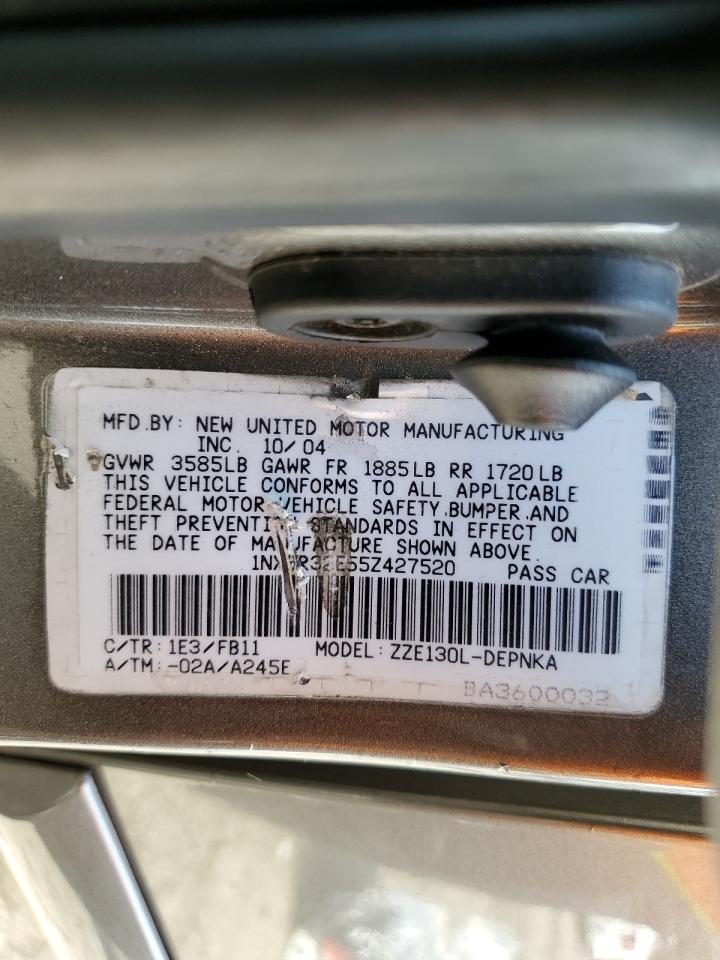 MFD.BY: NEW UNITED MOTOR MANUFACTURING
INC. 10/04
GVWR 3585LB GAWR FR 1885LB RR 1720LB
THIS VEHICLE CONFORMS TO ALL APPLICABLE
FEDERAL MOTOR VEHICLE SAFETY,BUMPER,AND
THEFT PREVENTION STANDARDS IN EFFECT ON
THE DATE OF MANUFACTURE SHOWN ABOVE.
PASS CAR
C/TR: 1E3/FB11 MODEL: ZZE130L-DEPNKA
A/TM: -02A/A245E
BA3600032